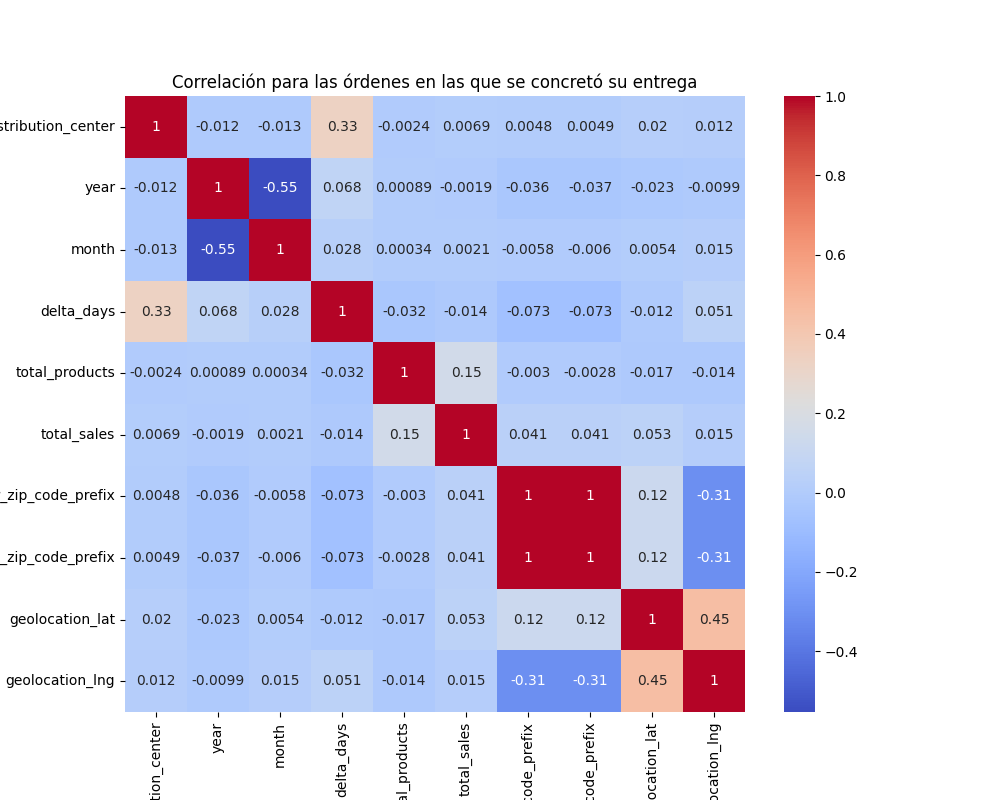 Correlación para las órdenes en las que se concretó su entrega
stribution_center 1 -0.012 -0.013 0.33 -0.0024 0.0069 0.0048 0.0049 0.02 0.012
year -0.012 1 -0.55 0.068 0.00089 -0.0019 -0.036 -0.037 -0.023 -0.0099
month -0.013 -0.55 1 0.028 0.00034 0.0021 -0.0058 -0.006 0.0054 0.015
delta_days 0.33 0.068 0.028 1 -0.032 -0.014 -0.073 -0.073 -0.012 0.051
total_products -0.0024 0.00089 0.00034 -0.032 1 0.15 -0.003 -0.0028 -0.017 -0.014
total_sales 0.0069 -0.0019 0.0021 -0.014 0.15 1 0.041 0.041 0.053 0.015
_zip_code_prefix 0.0048 -0.036 -0.0058 -0.073 -0.003 0.041 1 1 0.12 -0.31
_zip_code_prefix 0.0049 -0.037 -0.006 -0.073 -0.0028 0.041 1 1 0.12 -0.31
geolocation_lat 0.02 -0.023 0.0054 -0.012 -0.017 0.053 0.12 0.12 1 0.45
geolocation_lng 0.012 -0.0099 0.015 0.051 -0.014 0.015 -0.31 -0.31 0.45 1
tion_center
year
month
delta_days
al_products
total_sales
code_prefix
code_prefix
ocation_lat
ocation_lng
1.0
0.8
0.6
0.4
0.2
0.0
−0.2
−0.4